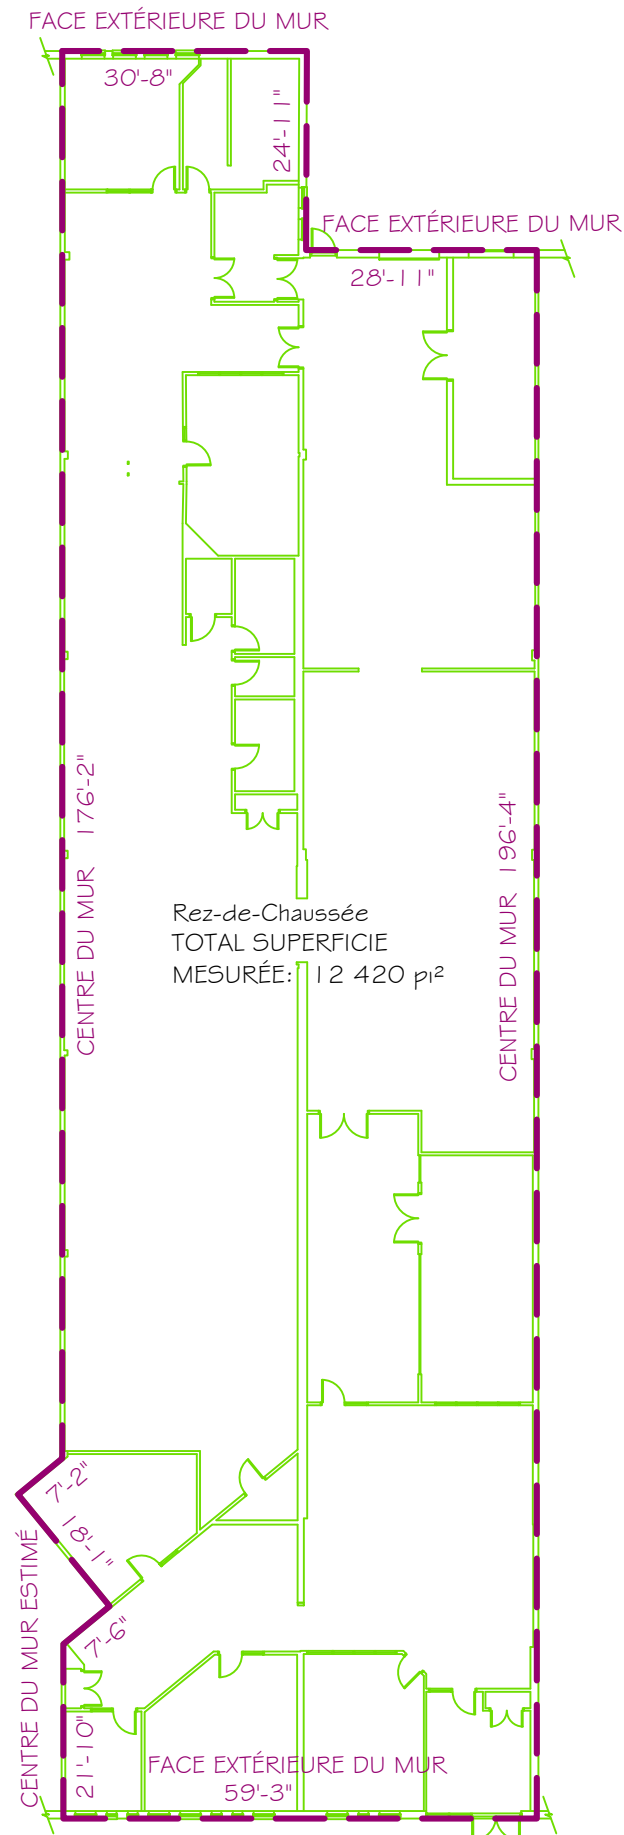 FACE EXTÉRIEURE DU MUR
30'-8"
24'-11"
FACE EXTÉRIEURE DU MUR
28'-11"
CENTRE DU MUR 176'-2"
CENTRE DU MUR 196'-4"
Rez-de-Chaussée
TOTAL SUPERFICIE
MESURÉE: 12 420 pi²
7'-2"
18'-1"
CENTRE DU MUR ESTIMÉ
7'-6"
21'-10"
FACE EXTÉRIEURE DU MUR
59'-3"